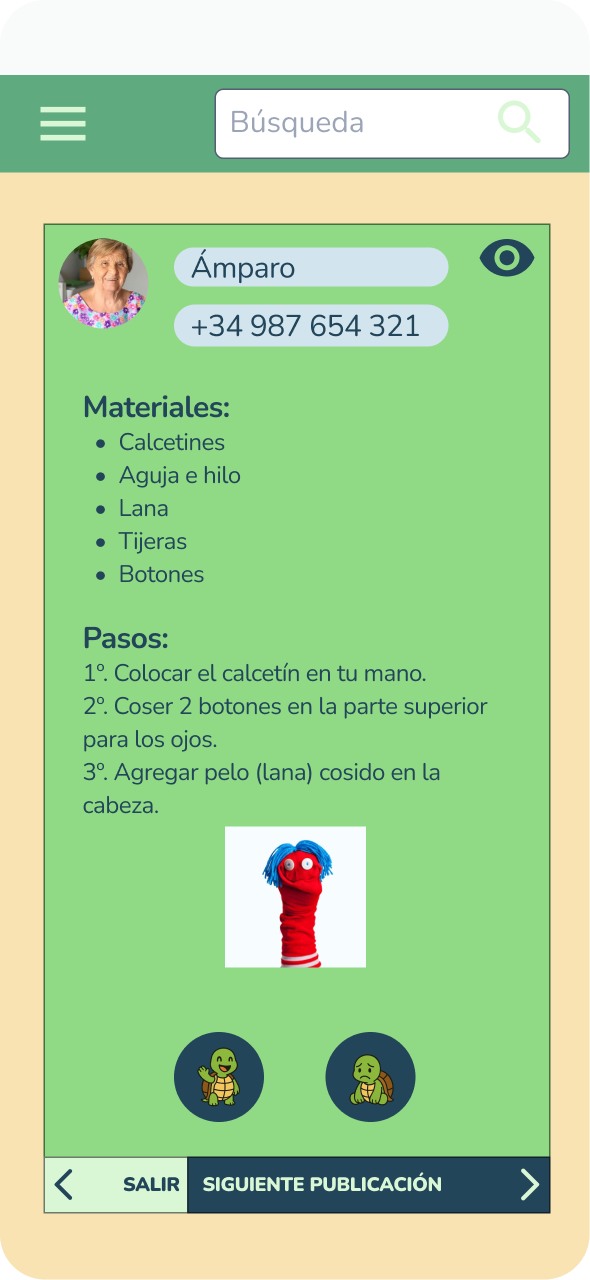 Búsqueda
Ámparo
+34 987 654 321
Materiales:
• Calcetines
• Aguja e hilo
• Lana
• Tijeras
• Botones
Pasos:
1º. Colocar el calcetín en tu mano.
2º. Coser 2 botones en la parte superior
para los ojos.
3º. Agregar pelo (lana) cosido en la
cabeza.
SALIR
SIGUIENTE PUBLICACIÓN